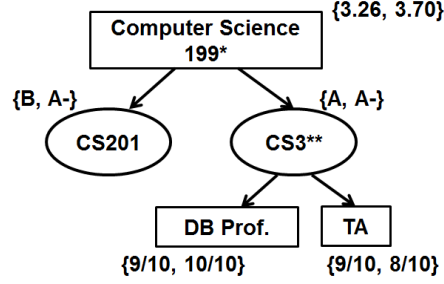 {3.26, 3.70}
Computer Science
199*
{B, A-}
{A, A-}
CS201
CS3**
DB Prof.
TA
{9/10, 10/10}
{9/10, 8/10}